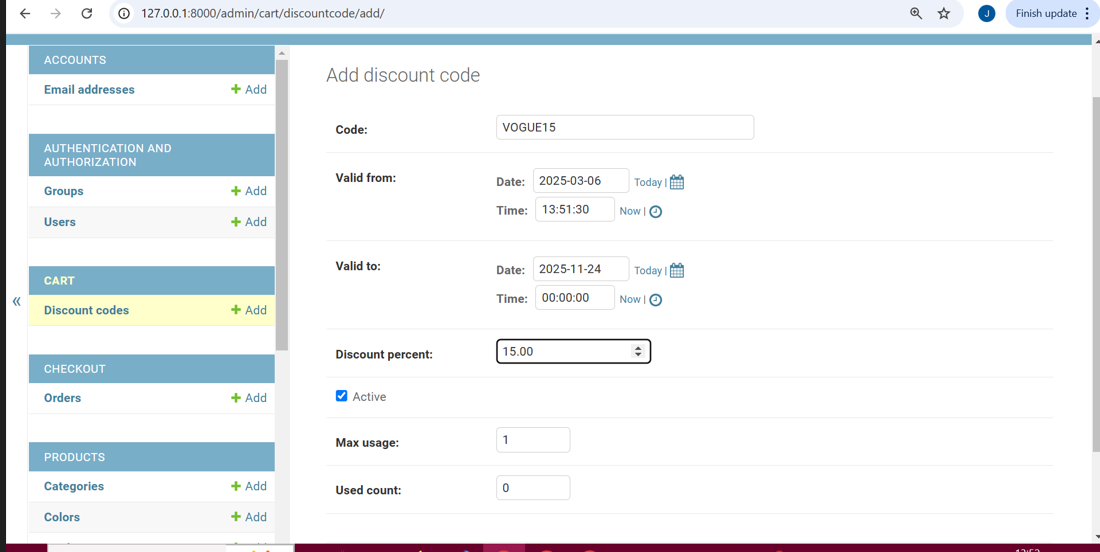 127.0.0.1:8000/admin/cart/discountcode/add/
J
Finish update
ACCOUNTS
Email addresses
Add
AUTHENTICATION AND
AUTHORIZATION
Groups
Add
Users
Add
CART
Discount codes
Add
CHECKOUT
Orders
Add
PRODUCTS
Categories
Add
Colors
Add
«
Add discount code
Code:
VOGUE15
Valid from:
Date: 2025-03-06 Today |
Time: 13:51:30 Now |
Valid to:
Date: 2025-11-24 Today |
Time: 00:00:00 Now |
Discount percent:
15.00
Active
Max usage:
1
Used count:
0